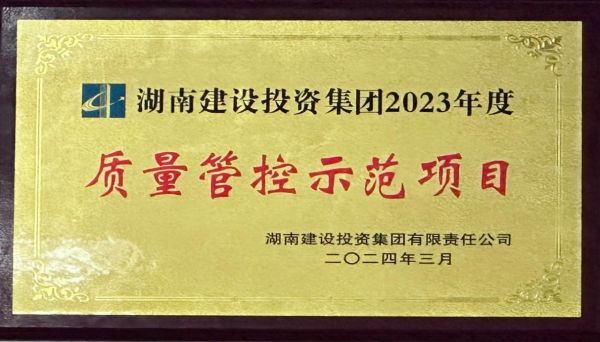 湖南建设投资集团2023年度
质量管控示范项目
湖南建设投资集团有限责任公司
二〇二四年三月